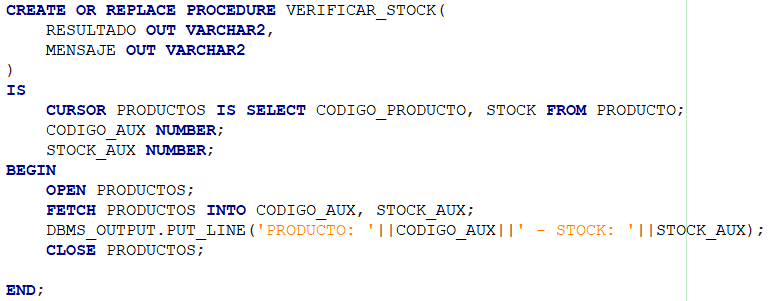 CREATE OR REPLACE PROCEDURE VERIFICAR_STOCK(
    RESULTADO OUT VARCHAR2,
    MENSAJE OUT VARCHAR2
)
IS
    CURSOR PRODUCTOS IS SELECT CODIGO_PRODUCTO, STOCK FROM PRODUCTO;
    CODIGO_AUX NUMBER;
    STOCK_AUX NUMBER;
BEGIN
    OPEN PRODUCTOS;
    FETCH PRODUCTOS INTO CODIGO_AUX, STOCK_AUX;
    DBMS_OUTPUT.PUT_LINE('PRODUCTO: '||CODIGO_AUX||' - STOCK: '||STOCK_AUX);
    CLOSE PRODUCTOS;
END;